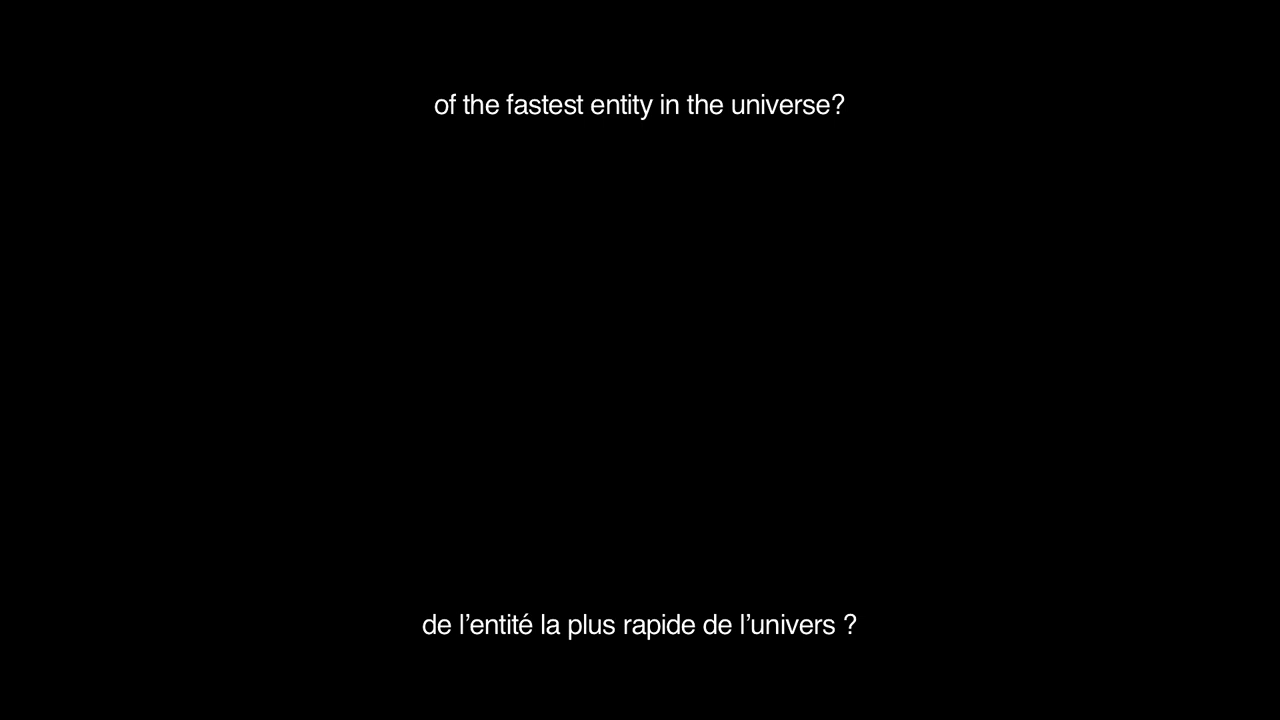 of the fastest entity in the universe?
de l’entité la plus rapide de l’univers ?